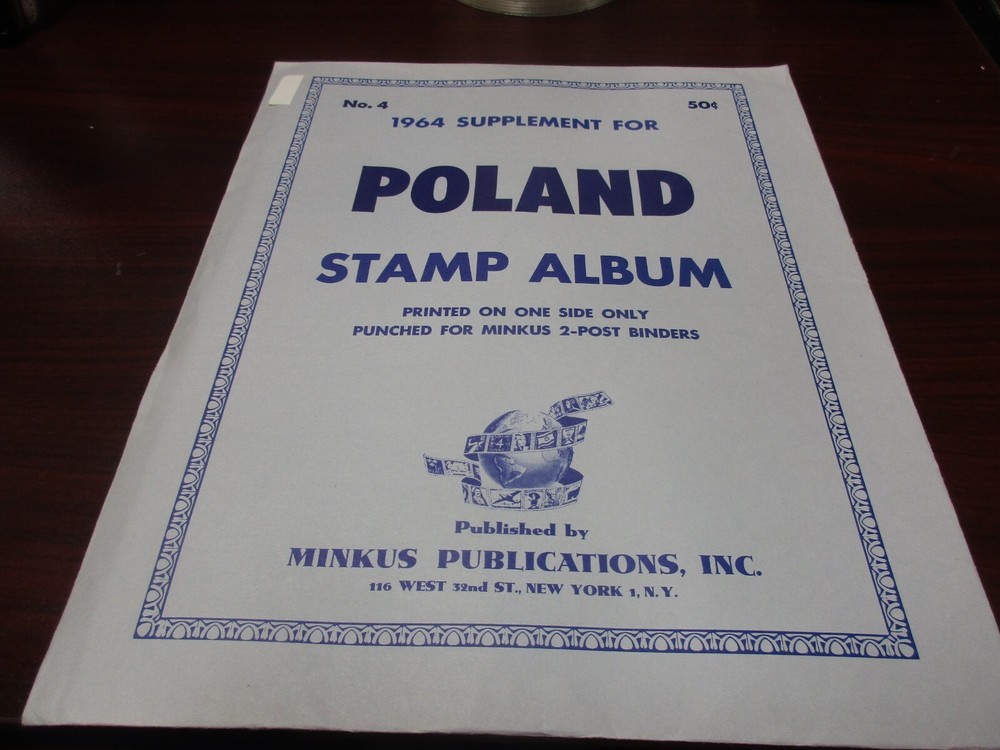 No. 4 50¢
1964 SUPPLEMENT FOR
POLAND
STAMP ALBUM
PRINTED ON ONE SIDE ONLY
PUNCHED FOR MINKUS 2-POST BINDERS
Published by
MINKUS PUBLICATIONS, INC.
116 WEST 32nd ST., NEW YORK 1, N.Y.